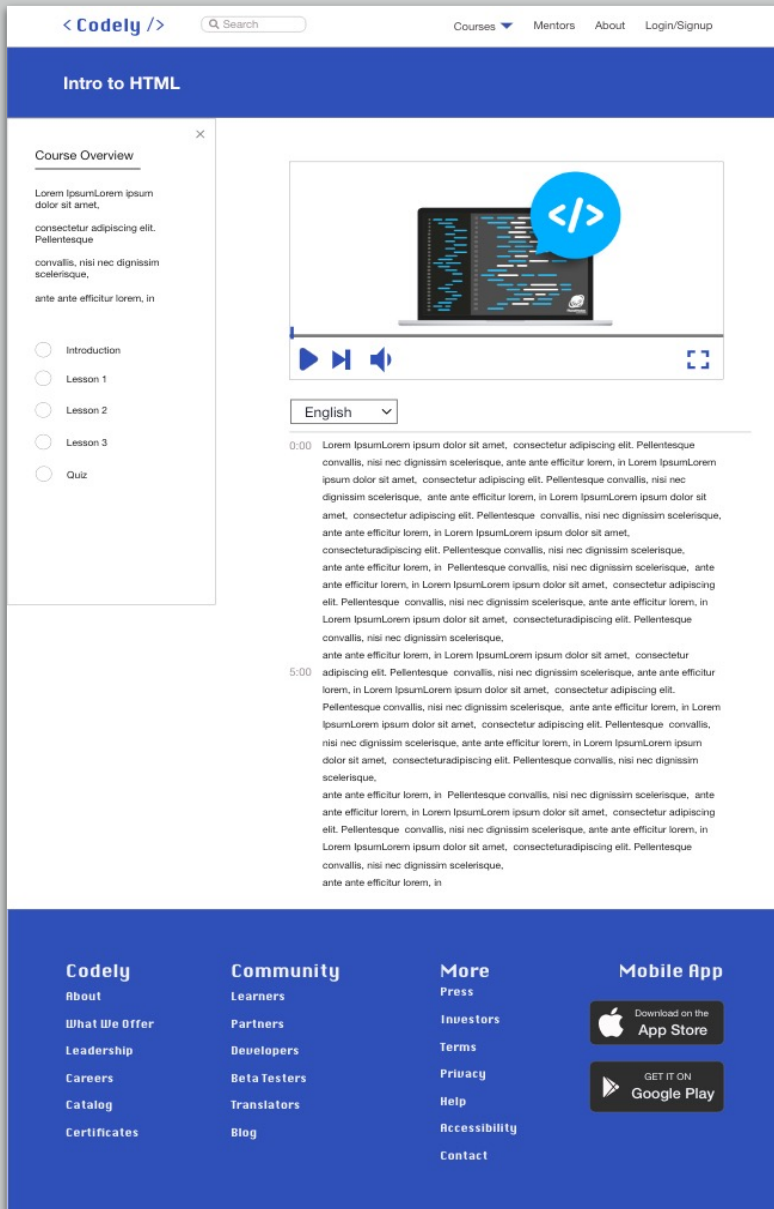 < Codely />
Search
Courses
Mentors
About
Login/Signup
Intro to HTML
Course Overview
Lorem IpsumLorem ipsum
dolor sit amet,
consectetur adipiscing elit.
Pellentesque
convallis, nisi nec dignissim
scelerisque,
ante ante efficitur lorem, in
Introduction
Lesson 1
Lesson 2
Lesson 3
Quiz
</>
English
0:00 Lorem IpsumLorem ipsum dolor sit amet,  consectetur adipiscing elit. Pellentesque
convallis, nisi nec dignissim scelerisque, ante ante efficitur lorem, in Lorem IpsumLorem
ipsum dolor sit amet,  consectetur adipiscing elit. Pellentesque convallis, nisi nec
dignissim scelerisque,  ante ante efficitur lorem, in Lorem IpsumLorem ipsum dolor sit
amet,  consectetur adipiscing elit. Pellentesque  convallis, nisi nec dignissim scelerisque,
ante ante efficitur lorem, in Lorem IpsumLorem ipsum dolor sit amet,
consecteturadipiscing elit. Pellentesque convallis, nisi nec dignissim scelerisque,
ante ante efficitur lorem, in  Pellentesque convallis, nisi nec dignissim scelerisque,  ante
ante efficitur lorem, in Lorem IpsumLorem ipsum dolor sit amet,  consectetur adipiscing
elit. Pellentesque  convallis, nisi nec dignissim scelerisque, ante ante efficitur lorem, in
Lorem IpsumLorem ipsum dolor sit amet,  consecteturadipiscing elit. Pellentesque
convallis, nisi nec dignissim scelerisque,
ante ante efficitur lorem, in Lorem IpsumLorem ipsum dolor sit amet,  consectetur
5:00 adipiscing elit. Pellentesque  convallis, nisi nec dignissim scelerisque, ante ante efficitur
lorem, in Lorem IpsumLorem ipsum dolor sit amet,  consectetur adipiscing elit.
Pellentesque convallis, nisi nec dignissim scelerisque,  ante ante efficitur lorem, in Lorem
IpsumLorem ipsum dolor sit amet,  consectetur adipiscing elit. Pellentesque  convallis,
nisi nec dignissim scelerisque, ante ante efficitur lorem, in Lorem IpsumLorem ipsum
dolor sit amet,  consecteturadipiscing elit. Pellentesque convallis, nisi nec dignissim
scelerisque,
ante ante efficitur lorem, in  Pellentesque convallis, nisi nec dignissim scelerisque,  ante
ante efficitur lorem, in Lorem IpsumLorem ipsum dolor sit amet,  consectetur adipiscing
elit. Pellentesque  convallis, nisi nec dignissim scelerisque, ante ante efficitur lorem, in
Lorem IpsumLorem ipsum dolor sit amet,  consecteturadipiscing elit. Pellentesque
convallis, nisi nec dignissim scelerisque,
ante ante efficitur lorem, in
Codely
About
What We Offer
Leadership
Careers
Catalog
Certificates
Community
Learners
Partners
Developers
Beta Testers
Translators
Blog
More
Press
Investors
Terms
Privacy
Help
Accessibility
Contact
Mobile App
Download on the
App Store
GET IT ON
Google Play